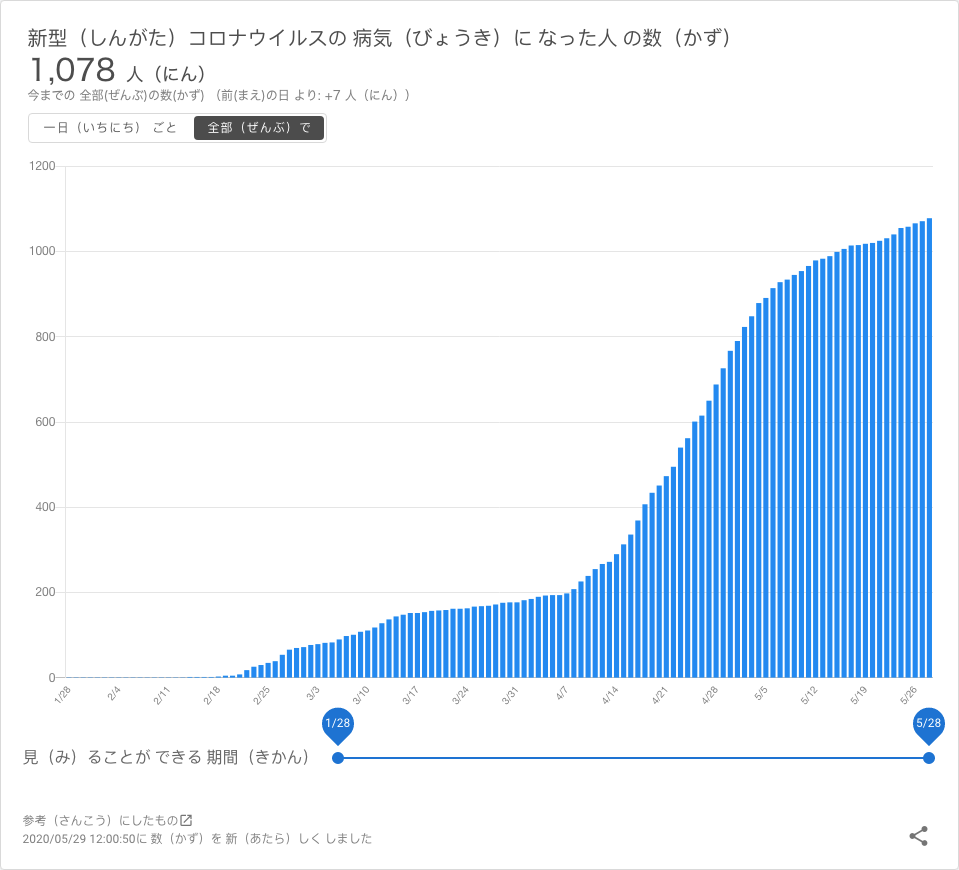 新型（しんがた）コロナウイルスの 病気（びょうき）に なった人 の数（かず）
1,078 人（にん）
今までの 全部(ぜんぶ)の数(かず) （前(まえ)の日 より: +7 人（にん））
一日（いちにち） ごと 全部（ぜんぶ）で
1200
1000
800
600
400
200
0
1/28 2/4 2/11 2/18 2/25 3/3 3/10 3/17 3/24 3/31 4/7 4/14 4/21 4/28 5/5 5/12 5/19 5/26
1/28 5/28
見（み）ることが できる 期間（きかん）
参考（さんこう）にしたもの
2020/05/29 12:00:50に 数（かず）を 新（あたら）しく しました